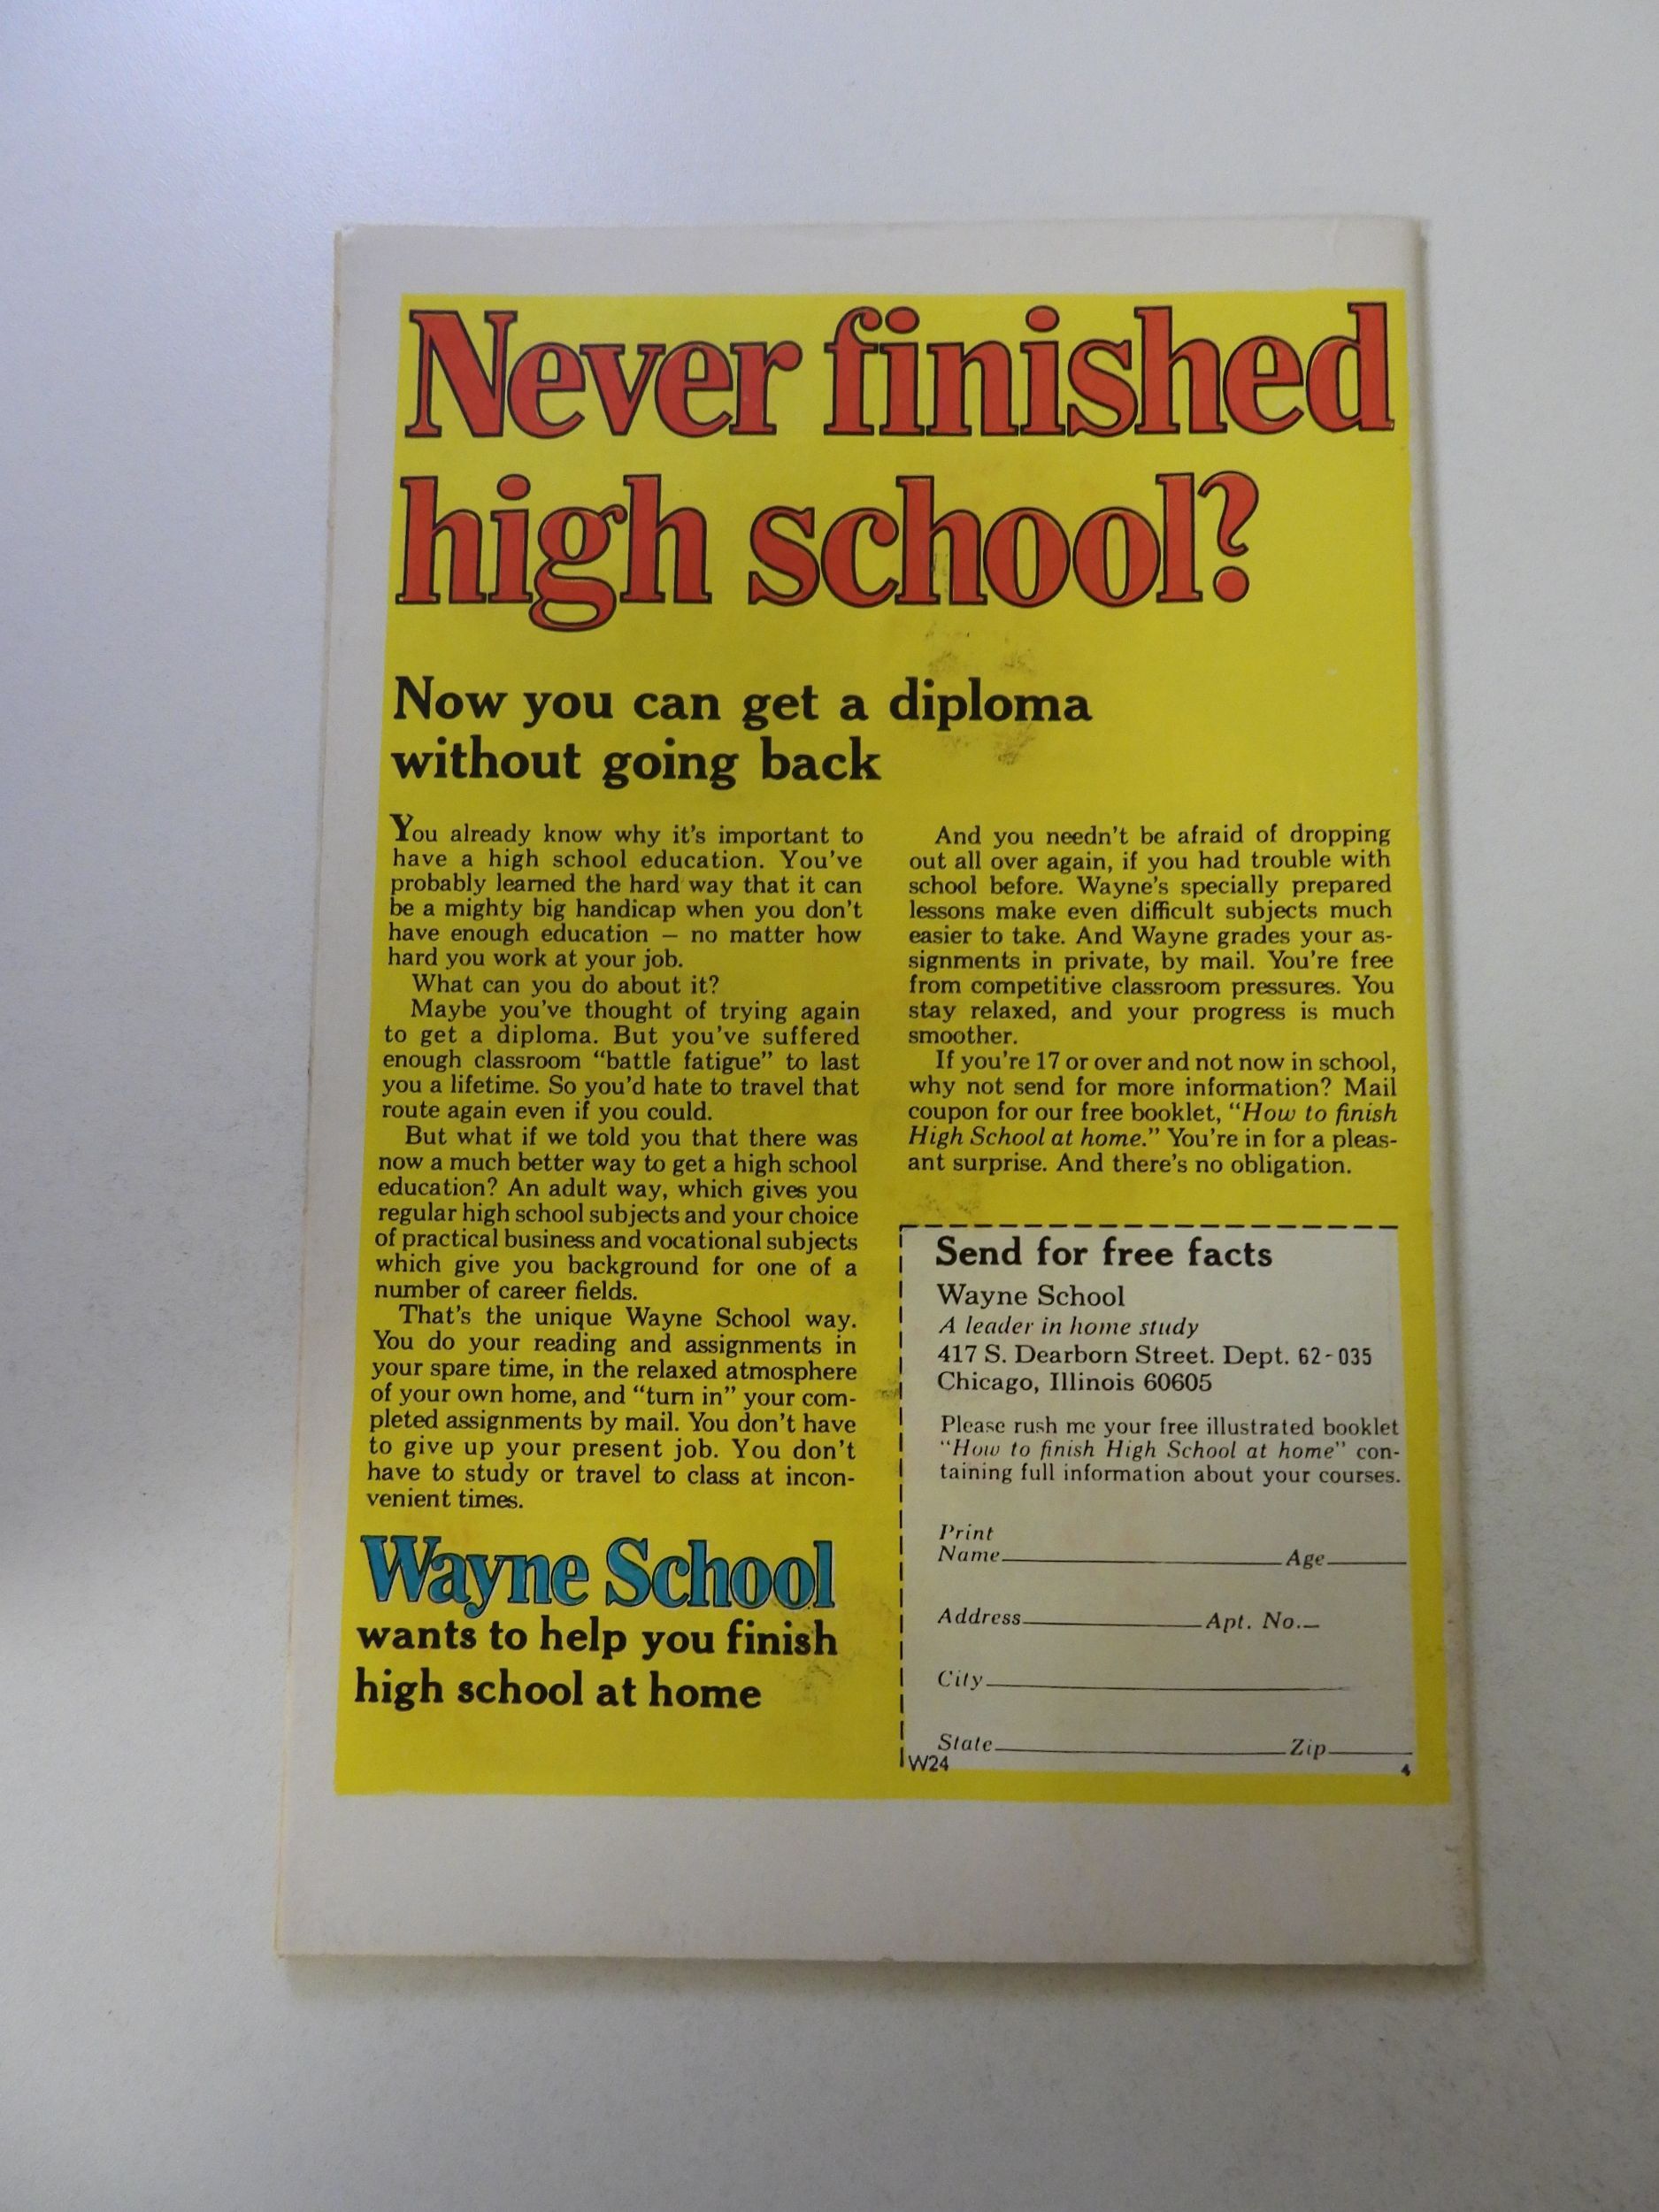 Never finished
high school?
Now you can get a diploma
without going back
You already know why it's important to
have a high school education. You've
probably learned the hard way that it can
be a mighty big handicap when you don't
have enough education – no matter how
hard you work at your job.
What can you do about it?
Maybe you've thought of trying again
to get a diploma. But you've suffered
enough classroom “battle fatigue” to last
you a lifetime. So you'd hate to travel that
route again even if you could.
But what if we told you that there was
now a much better way to get a high school
education? An adult way, which gives you
regular high school subjects and your choice
of practical business and vocational subjects
which give you background for one of a
number of career fields.
That's the unique Wayne School way.
You do your reading and assignments in
your spare time, in the relaxed atmosphere
of your own home, and “turn in” your com-
pleted assignments by mail. You don't have
to give up your present job. You don't
have to study or travel to class at incon-
venient times.
Wayne School
wants to help you finish
high school at home
And you needn't be afraid of dropping
out all over again, if you had trouble with
school before. Wayne's specially prepared
lessons make even difficult subjects much
easier to take. And Wayne grades your as-
signments in private, by mail. You're free
from competitive classroom pressures. You
stay relaxed, and your progress is much
smoother.
If you're 17 or over and not now in school,
why not send for more information? Mail
coupon for our free booklet, “How to finish
High School at home.” You're in for a pleas-
ant surprise. And there's no obligation.
Send for free facts
Wayne School
A leader in home study
417 S. Dearborn Street. Dept. 62-035
Chicago, Illinois 60605
Please rush me your free illustrated booklet
“How to finish High School at home” con-
taining full information about your courses.
Print
Name Age
Address Apt. No.
City
State Zip
W24 4